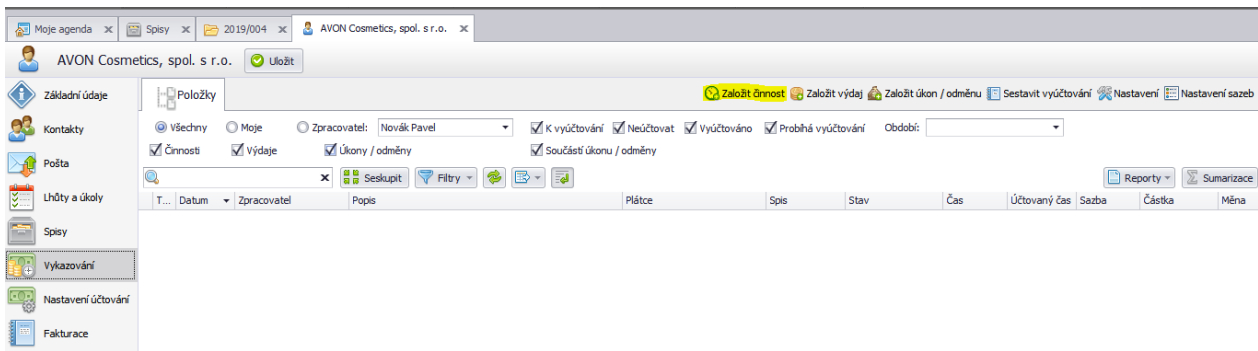 Moje agenda x Spisy x 2019/004 x AVON Cosmetics, spol. s r.o. x
AVON Cosmetics, spol. s r.o. Uložit
Základní údaje
Kontakty
Pošta
Lhůty a úkoly
Spisy
Vykazování
Nastavení účtování
Fakturace
Položky
Založit činnost Založit výdaj Založit úkon / odměnu Sestavit vyúčtování Nastavení Nastavení sazeb
Všechny Moje Zpracovatel: Novák Pavel K vyúčtování Neúčtovat Vyúčtováno Probíhá vyúčtování Období:
Činnosti Výdaje Úkony / odměny Součástí úkonu / odměny
x Seskupit Filtry Reporty Sumarizace
T... Datum Zpracovatel Popis Plátce Spis Stav Čas Účtovaný čas Sazba Částka Měna